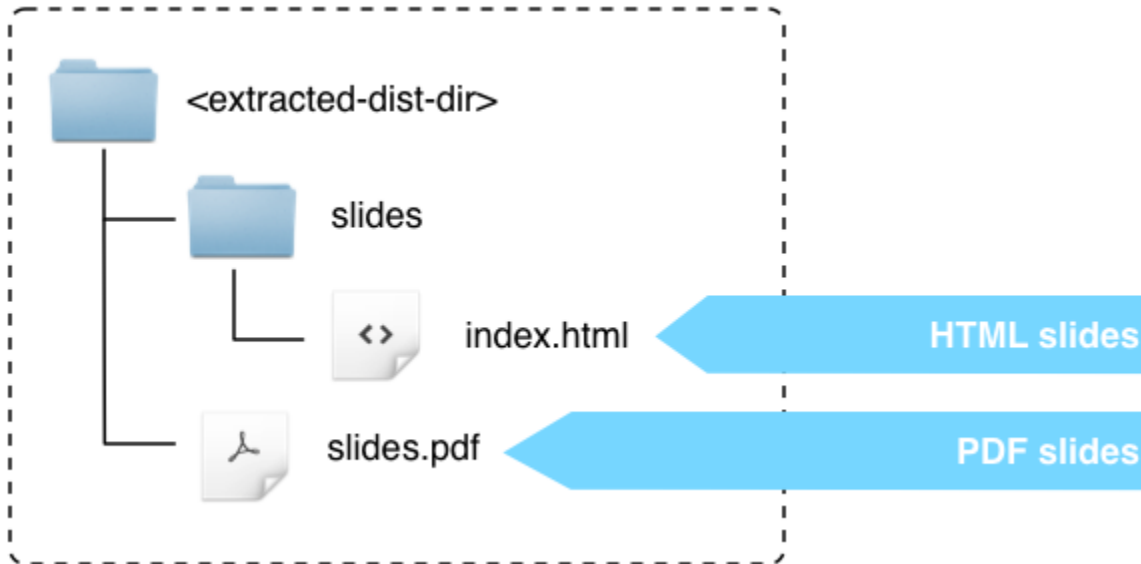 <extracted-dist-dir>
slides
index.html
HTML slides
slides.pdf
PDF slides